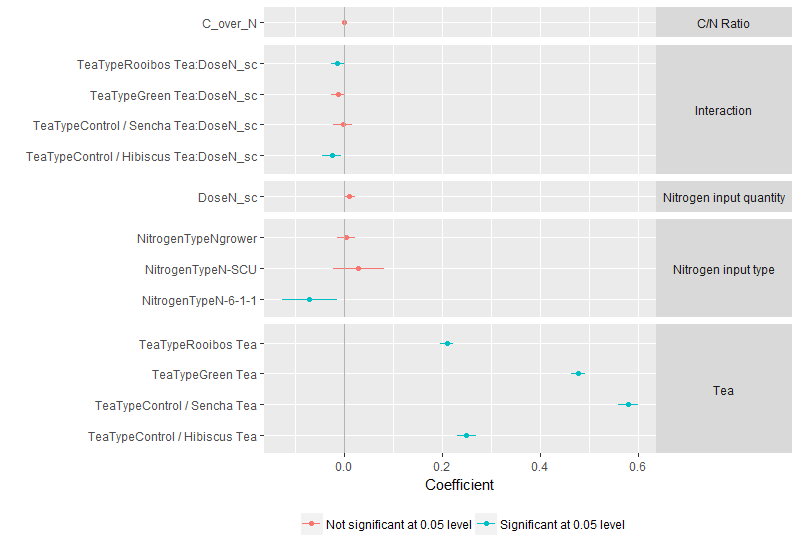 C_over_N
C/N Ratio
TeaTypeRooibos Tea:DoseN_sc
TeaTypeGreen Tea:DoseN_sc
TeaTypeControl / Sencha Tea:DoseN_sc
TeaTypeControl / Hibiscus Tea:DoseN_sc
Interaction
DoseN_sc
Nitrogen input quantity
NitrogenTypeNgrower
NitrogenTypeN-SCU
NitrogenTypeN-6-1-1
Nitrogen input type
TeaTypeRooibos Tea
TeaTypeGreen Tea
TeaTypeControl / Sencha Tea
TeaTypeControl / Hibiscus Tea
Tea
0.0 0.2 0.4 0.6
Coefficient
Not significant at 0.05 level Significant at 0.05 level